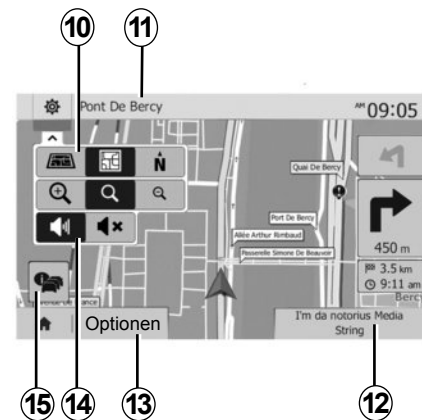 10 11
Pont De Bercy AM 09:05
N
Quai De Bercy
Port De Bercy
Allée Arthur Rimbaud
Passerelle Simone De Beauvoir
450 m
3.5 km
9:11 am
Bercy
Optionen
I'm da notorius Media
String
15 14 13 12